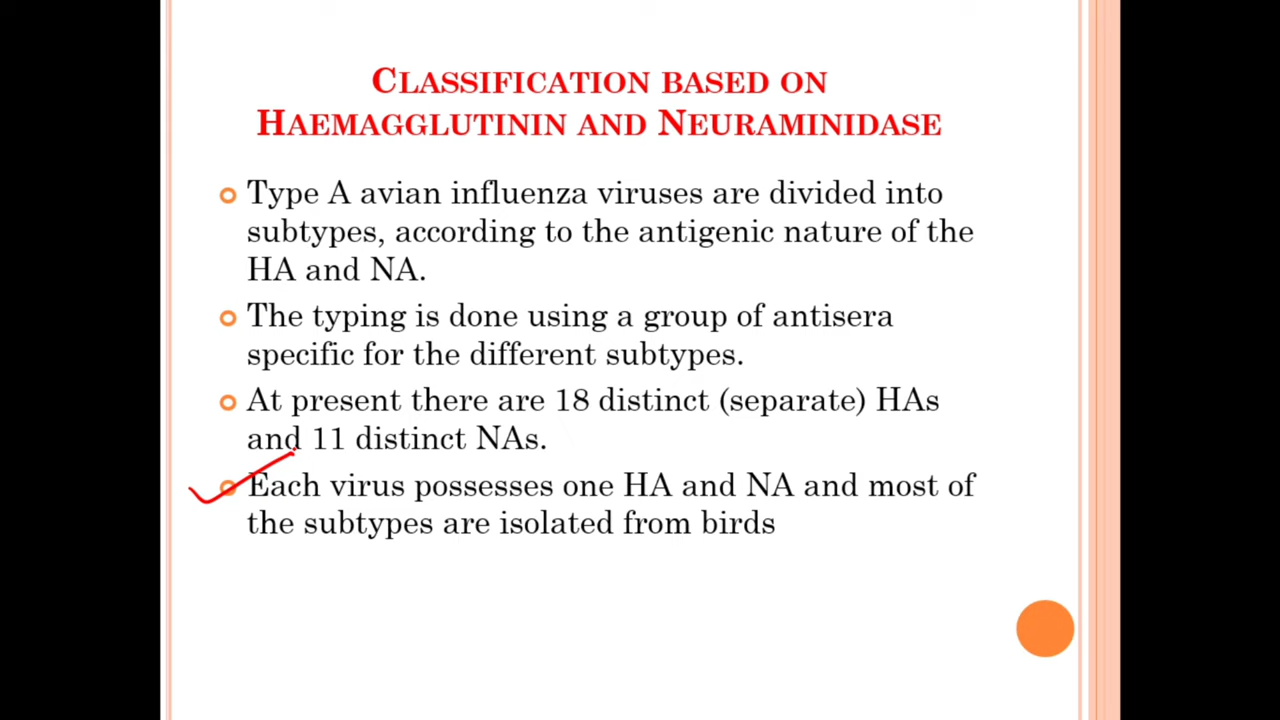 CLASSIFICATION BASED ON
HAEMAGGLUTININ AND NEURAMINIDASE
Type A avian influenza viruses are divided into
subtypes, according to the antigenic nature of the
HA and NA.
The typing is done using a group of antisera
specific for the different subtypes.
At present there are 18 distinct (separate) HAs
and 11 distinct NAs.
Each virus possesses one HA and NA and most of
the subtypes are isolated from birds